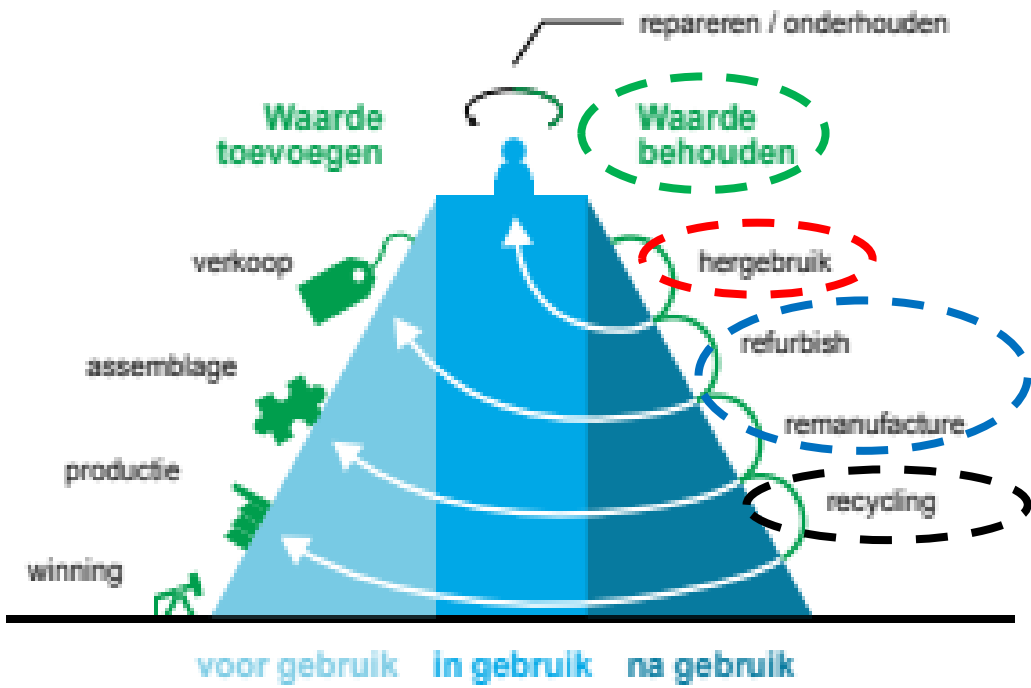 repareren / onderhouden
Waarde
toevoegen
Waarde
behouden
verkoop
hergebruik
assemblage
refurbish
productie
remanufacture
winning
recycling
voor gebruik in gebruik na gebruik